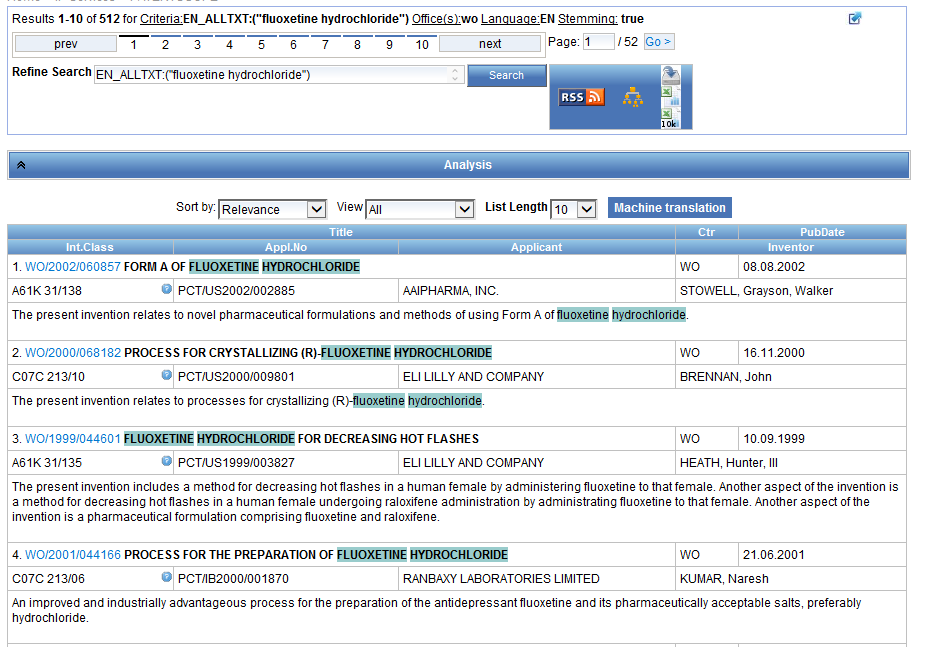 Results 1-10 of 512 for Criteria:EN_ALLTXT:("fluoxetine hydrochloride") Office(s):wo Language:EN Stemming: true
prev 1 2 3 4 5 6 7 8 9 10 next Page: 1 / 52 Go >
Refine Search EN_ALLTXT:("fluoxetine hydrochloride") Search
RSS
10k
Analysis
Sort by: Relevance View All List Length 10 Machine translation
Title Ctr PubDate
Int.Class Appl.No Applicant Inventor
1. WO/2002/060857 FORM A OF FLUOXETINE HYDROCHLORIDE WO 08.08.2002
A61K 31/138 ? PCT/US2002/002885 AAIPHARMA, INC. STOWELL, Grayson, Walker
The present invention relates to novel pharmaceutical formulations and methods of using Form A of fluoxetine hydrochloride.
2. WO/2000/068182 PROCESS FOR CRYSTALLIZING (R)-FLUOXETINE HYDROCHLORIDE WO 16.11.2000
C07C 213/10 ? PCT/US2000/009801 ELI LILLY AND COMPANY BRENNAN, John
The present invention relates to processes for crystallizing (R)-fluoxetine hydrochloride.
3. WO/1999/044601 FLUOXETINE HYDROCHLORIDE FOR DECREASING HOT FLASHES WO 10.09.1999
A61K 31/135 ? PCT/US1999/003827 ELI LILLY AND COMPANY HEATH, Hunter, III
The present invention includes a method for decreasing hot flashes in a human female by administering fluoxetine to that female. Another aspect of the invention is
a method for decreasing hot flashes in a human female undergoing raloxifene administration by administrating fluoxetine to that female. Another aspect of the
invention is a pharmaceutical formulation comprising fluoxetine and raloxifene.
4. WO/2001/044166 PROCESS FOR THE PREPARATION OF FLUOXETINE HYDROCHLORIDE WO 21.06.2001
C07C 213/06 ? PCT/IB2000/001870 RANBAXY LABORATORIES LIMITED KUMAR, Naresh
An improved and industrially advantageous process for the preparation of the antidepressant fluoxetine and its pharmaceutically acceptable salts, preferably
hydrochloride.